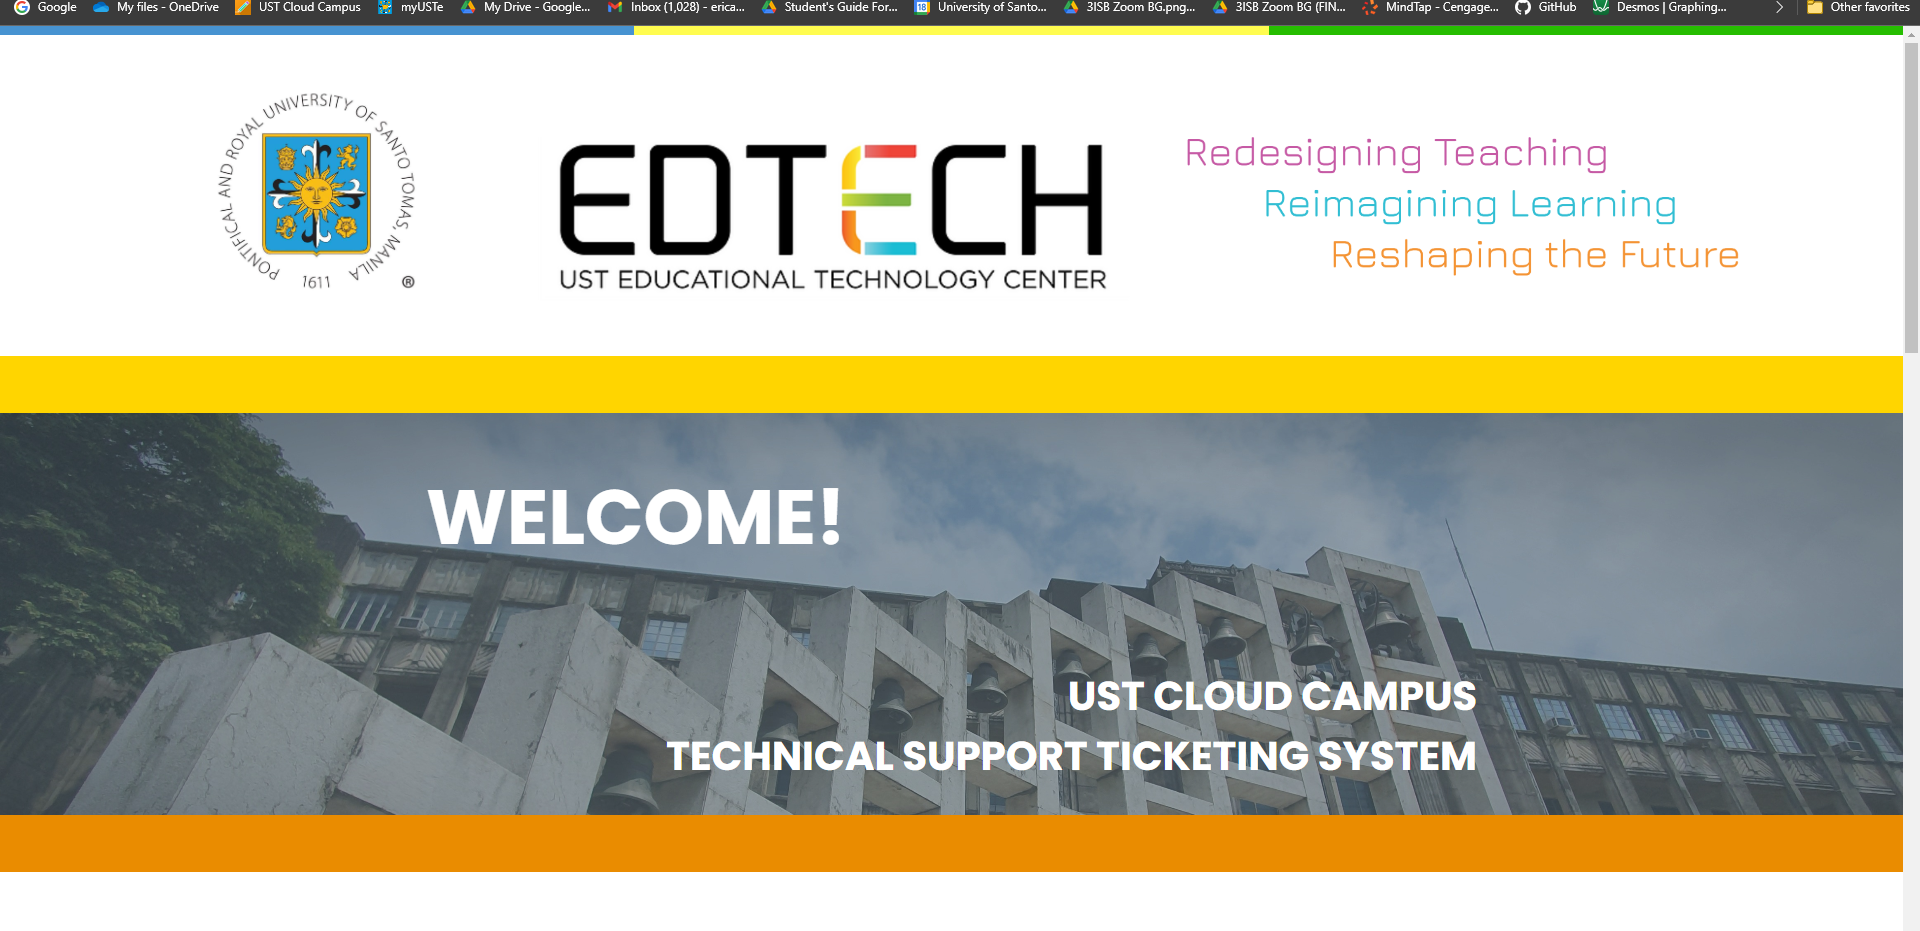 Google My files - OneDrive UST Cloud Campus myUSTe My Drive - Google... Inbox (1,028) - erica... Student's Guide For... University of Santo... 3ISB Zoom BG.png... 3ISB Zoom BG (FIN... MindTap - Cengage... GitHub Desmos | Graphing... Other favorites
PONTIFICAL AND ROYAL UNIVERSITY OF SANTO TOMAS, MANILA
1611 ®
EDTECH
UST EDUCATIONAL TECHNOLOGY CENTER
Redesigning Teaching
Reimagining Learning
Reshaping the Future
WELCOME!
UST CLOUD CAMPUS
TECHNICAL SUPPORT TICKETING SYSTEM